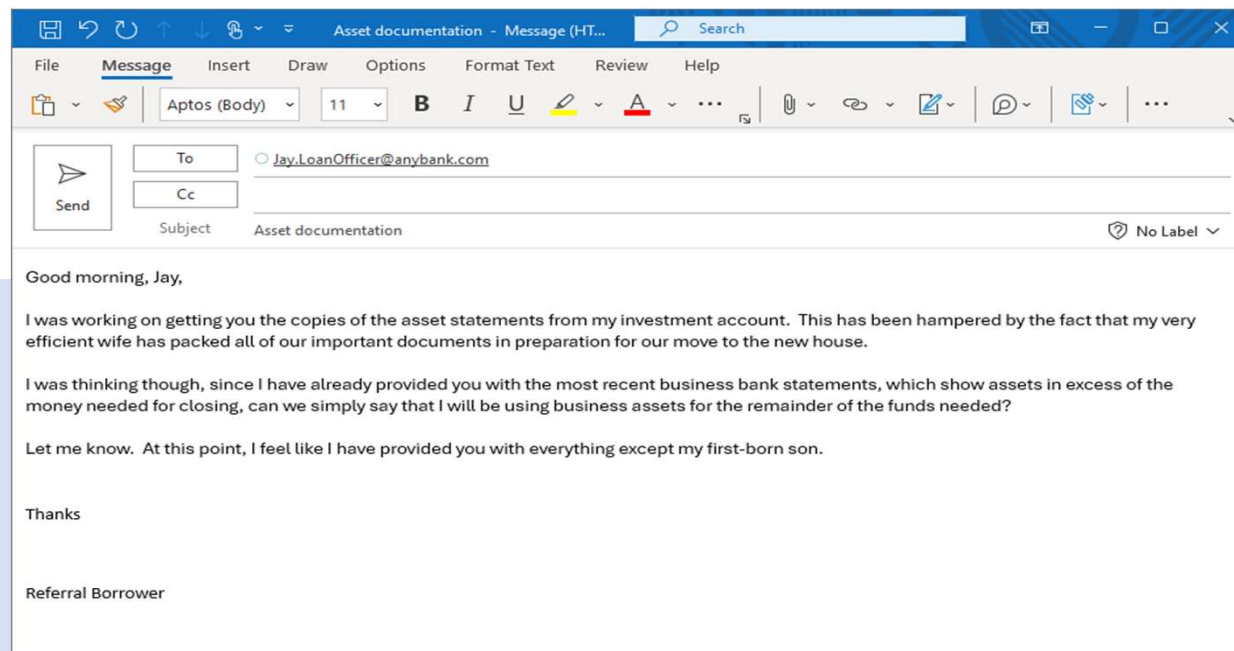 Asset documentation - Message (HT...
Search
File Message Insert Draw Options Format Text Review Help
Aptos (Body) 11 B I U A ...
To Jay.LoanOfficer@anybank.com
Send
Cc
Subject Asset documentation No Label
Good morning, Jay,
I was working on getting you the copies of the asset statements from my investment account. This has been hampered by the fact that my very
efficient wife has packed all of our important documents in preparation for our move to the new house.
I was thinking though, since I have already provided you with the most recent business bank statements, which show assets in excess of the
money needed for closing, can we simply say that I will be using business assets for the remainder of the funds needed?
Let me know. At this point, I feel like I have provided you with everything except my first-born son.
Thanks
Referral Borrower